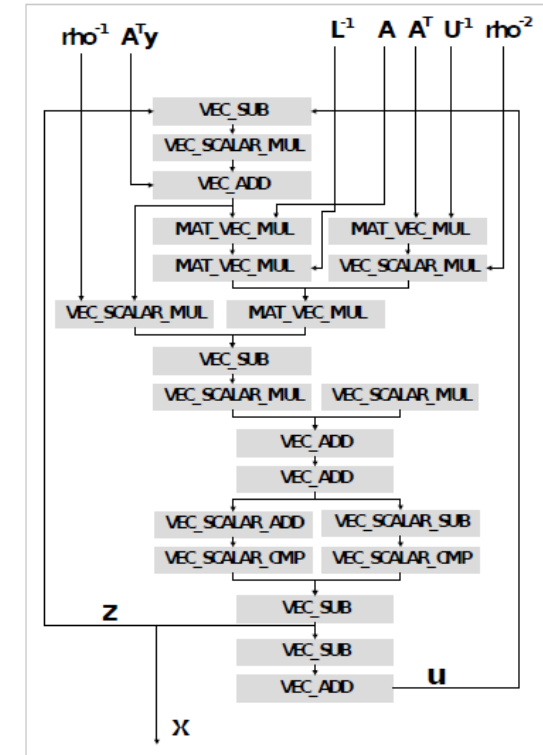 rho⁻¹ Aᵀy L⁻¹ A Aᵀ U⁻¹ rho⁻²
VEC_SUB
VEC_SCALAR_MUL
VEC_ADD
MAT_VEC_MUL MAT_VEC_MUL
MAT_VEC_MUL VEC_SCALAR_MUL
VEC_SCALAR_MUL MAT_VEC_MUL
VEC_SUB
VEC_SCALAR_MUL VEC_SCALAR_MUL
VEC_ADD
VEC_ADD
VEC_SCALAR_ADD VEC_SCALAR_SUB
VEC_SCALAR_CMP VEC_SCALAR_CMP
z VEC_SUB
VEC_SUB
VEC_ADD u
x